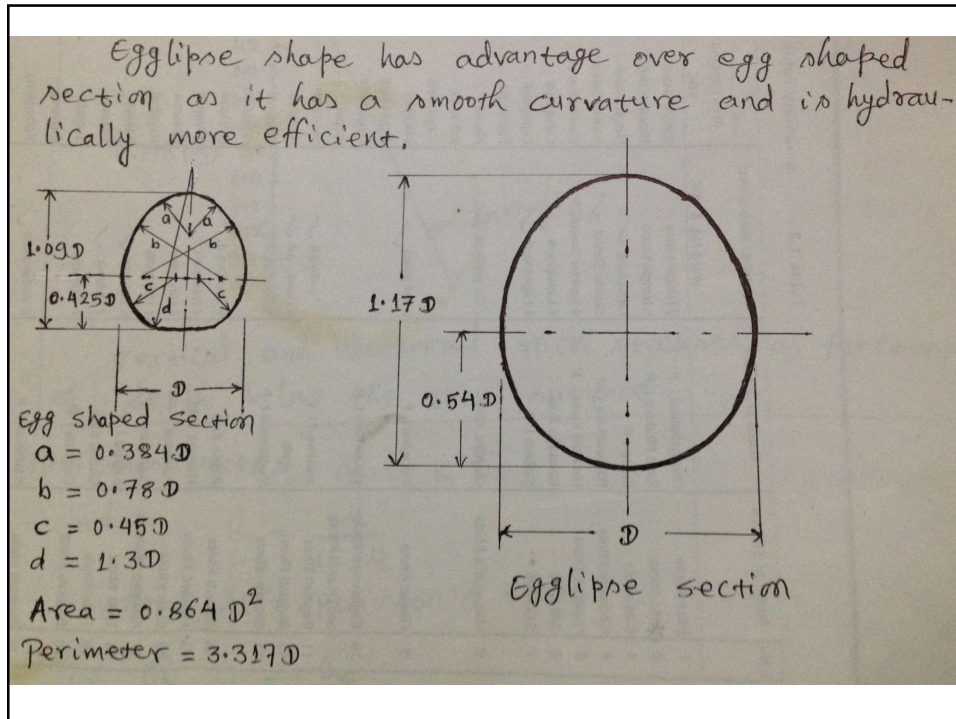 Egglipse shape has advantage over egg shaped
section as it has a smooth curvature and is hydrau-
lically more efficient.
a a
b b
c c
d
1.09D
0.425D
D
Egg shaped section
a = 0.384D
b = 0.78D
c = 0.45D
d = 1.3D
Area = 0.864 D²
Perimeter = 3.317D
1.17D
0.54D
D
Egglipse section